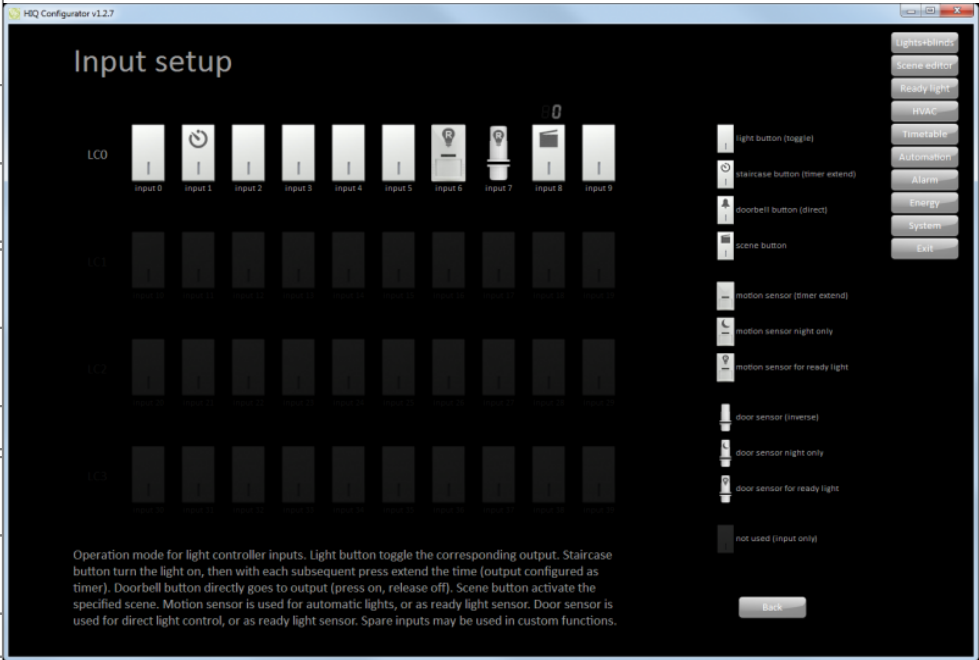 HIQ Configurator v1.2.7
Input setup
Lights+blinds
Scene editor
Ready light
HVAC
Timetable
Automation
Alarm
Energy
System
Exit
0
LC0
input 0 input 1 input 2 input 3 input 4 input 5 input 6 input 7 input 8 input 9
LC1
LC2
LC3
light button (toggle)
staircase button (timer extend)
doorbell button (direct)
scene button
motion sensor (timer extend)
motion sensor night only
motion sensor for ready light
door sensor (inverse)
door sensor night only
door sensor for ready light
not used (input only)
Operation mode for light controller inputs. Light button toggle the corresponding output. Staircase
button turn the light on, then with each subsequent press extend the time (output configured as
timer). Doorbell button directly goes to output (press on, release off). Scene button activate the
specified scene. Motion sensor is used for automatic lights, or as ready light sensor. Door sensor is
used for direct light control, or as ready light sensor. Spare inputs may be used in custom functions.
Back